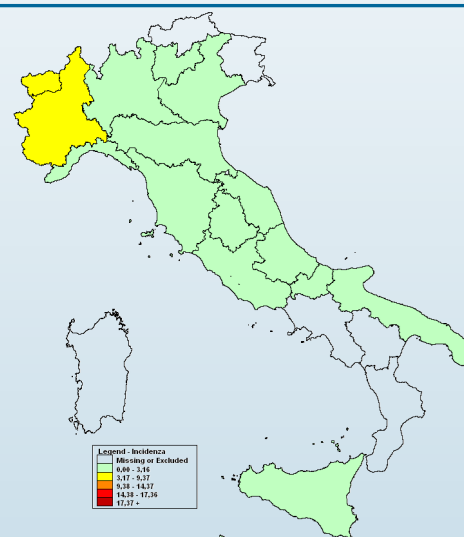 Legend - Incidenza
Missing or Excluded
0,00 - 3,16
3,17 - 9,37
9,38 - 14,37
14,38 - 17,36
17,37 +